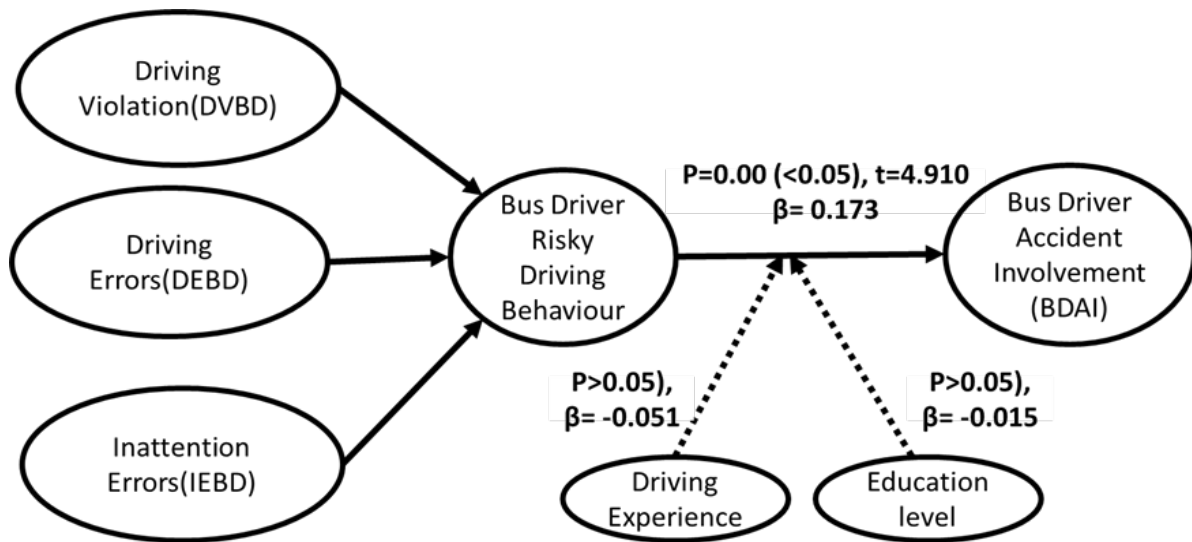 Driving
Violation(DVBD)
Driving
Errors(DEBD)
Inattention
Errors(IEBD)
Bus Driver
Risky
Driving
Behaviour
P=0.00 (<0.05), t=4.910
β= 0.173
Bus Driver
Accident
Involvement
(BDAI)
P>0.05),
β= -0.051
P>0.05),
β= -0.015
Driving
Experience
Education
level